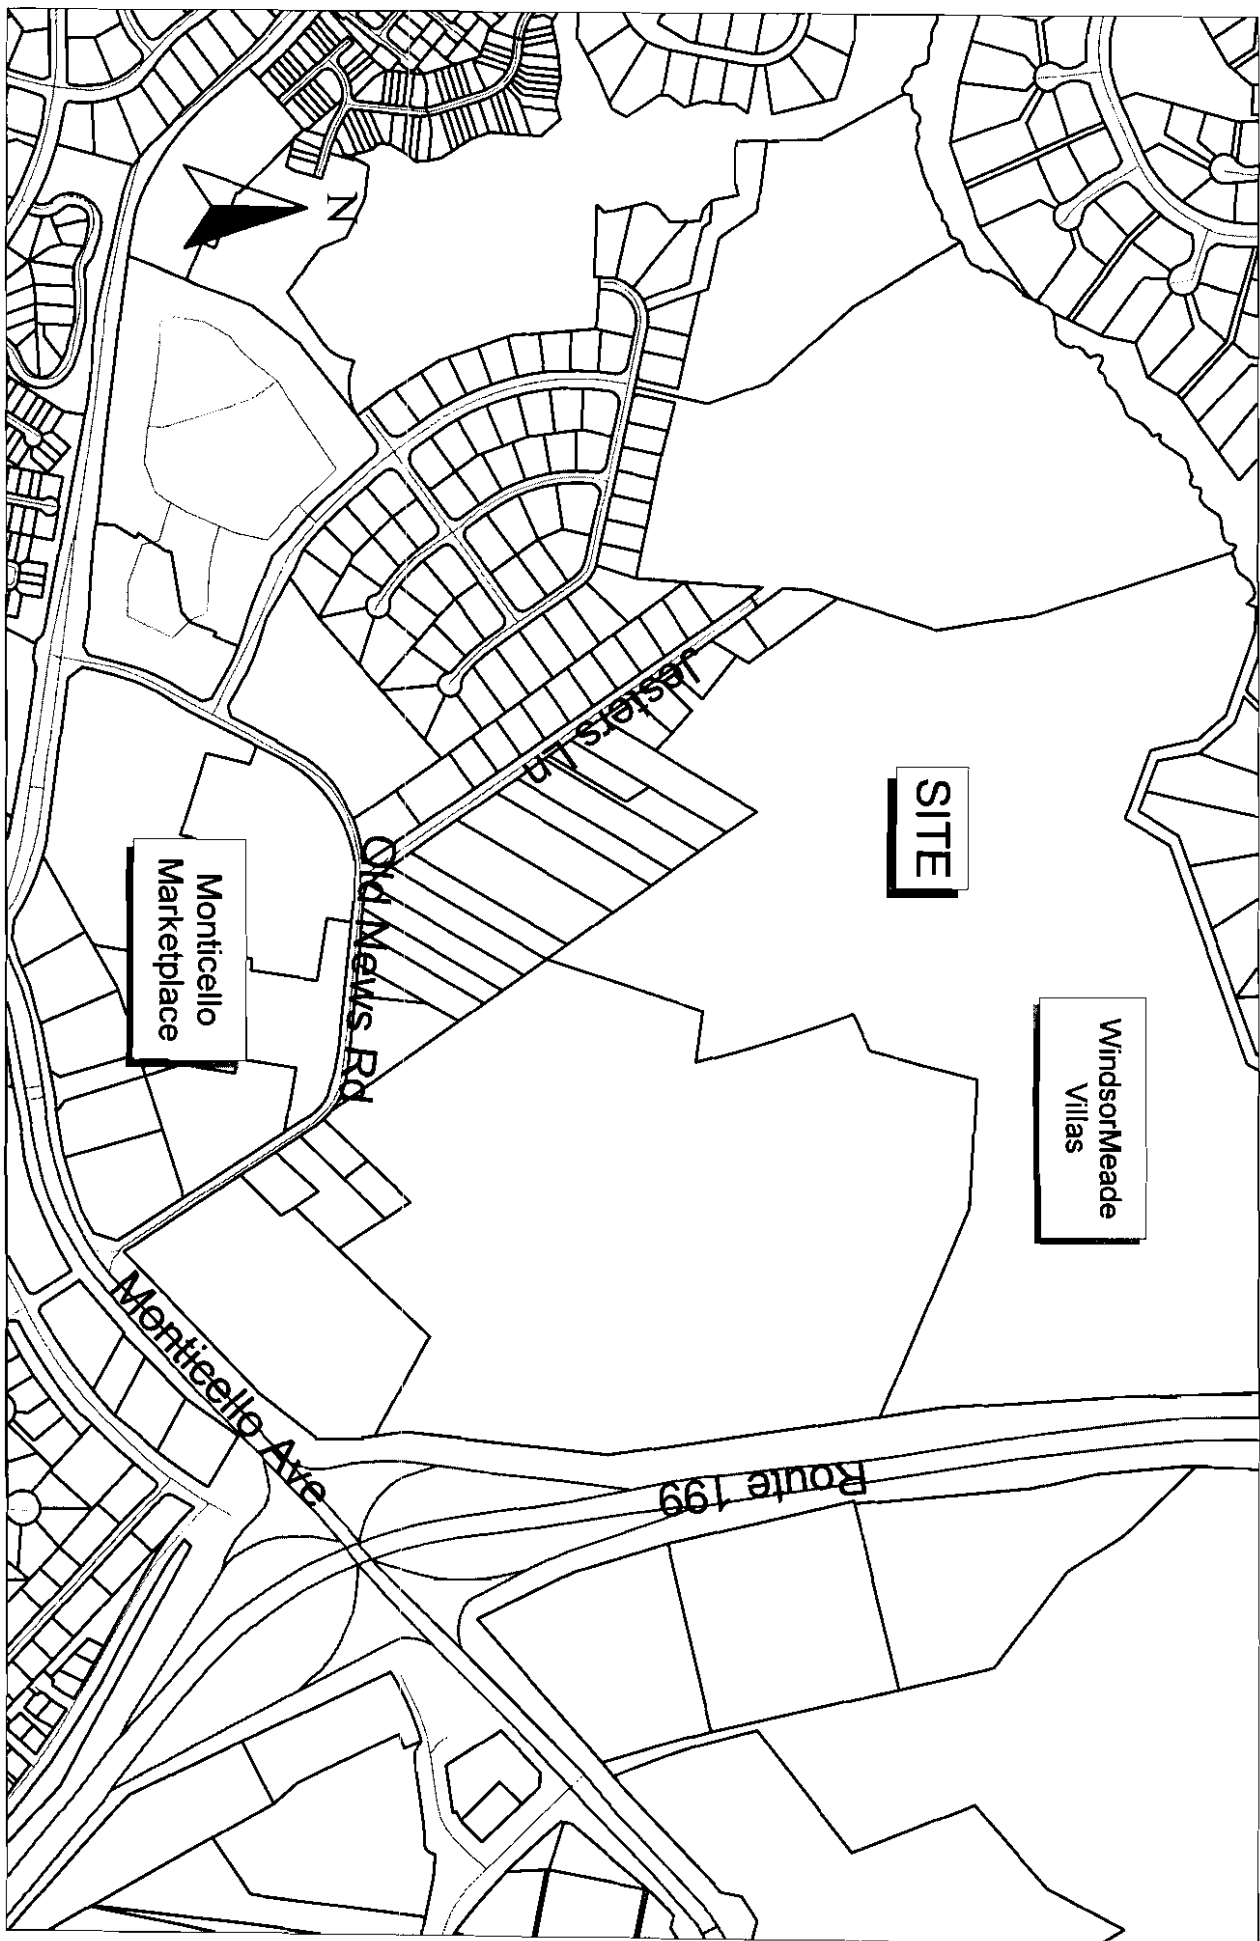 N
WindsorMeade
Villas
SITE
Jesters Ln
Old News Rd
Monticello
Marketplace
Route 199
Monticello Ave